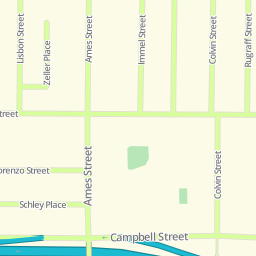 Lisbon Street
Zeller Place
Ames Street
Immel Street
Colvin Street
Rugraff Street
street
orenzo Street
Ames Street
Colvin Street
Schley Place
← Campbell Street